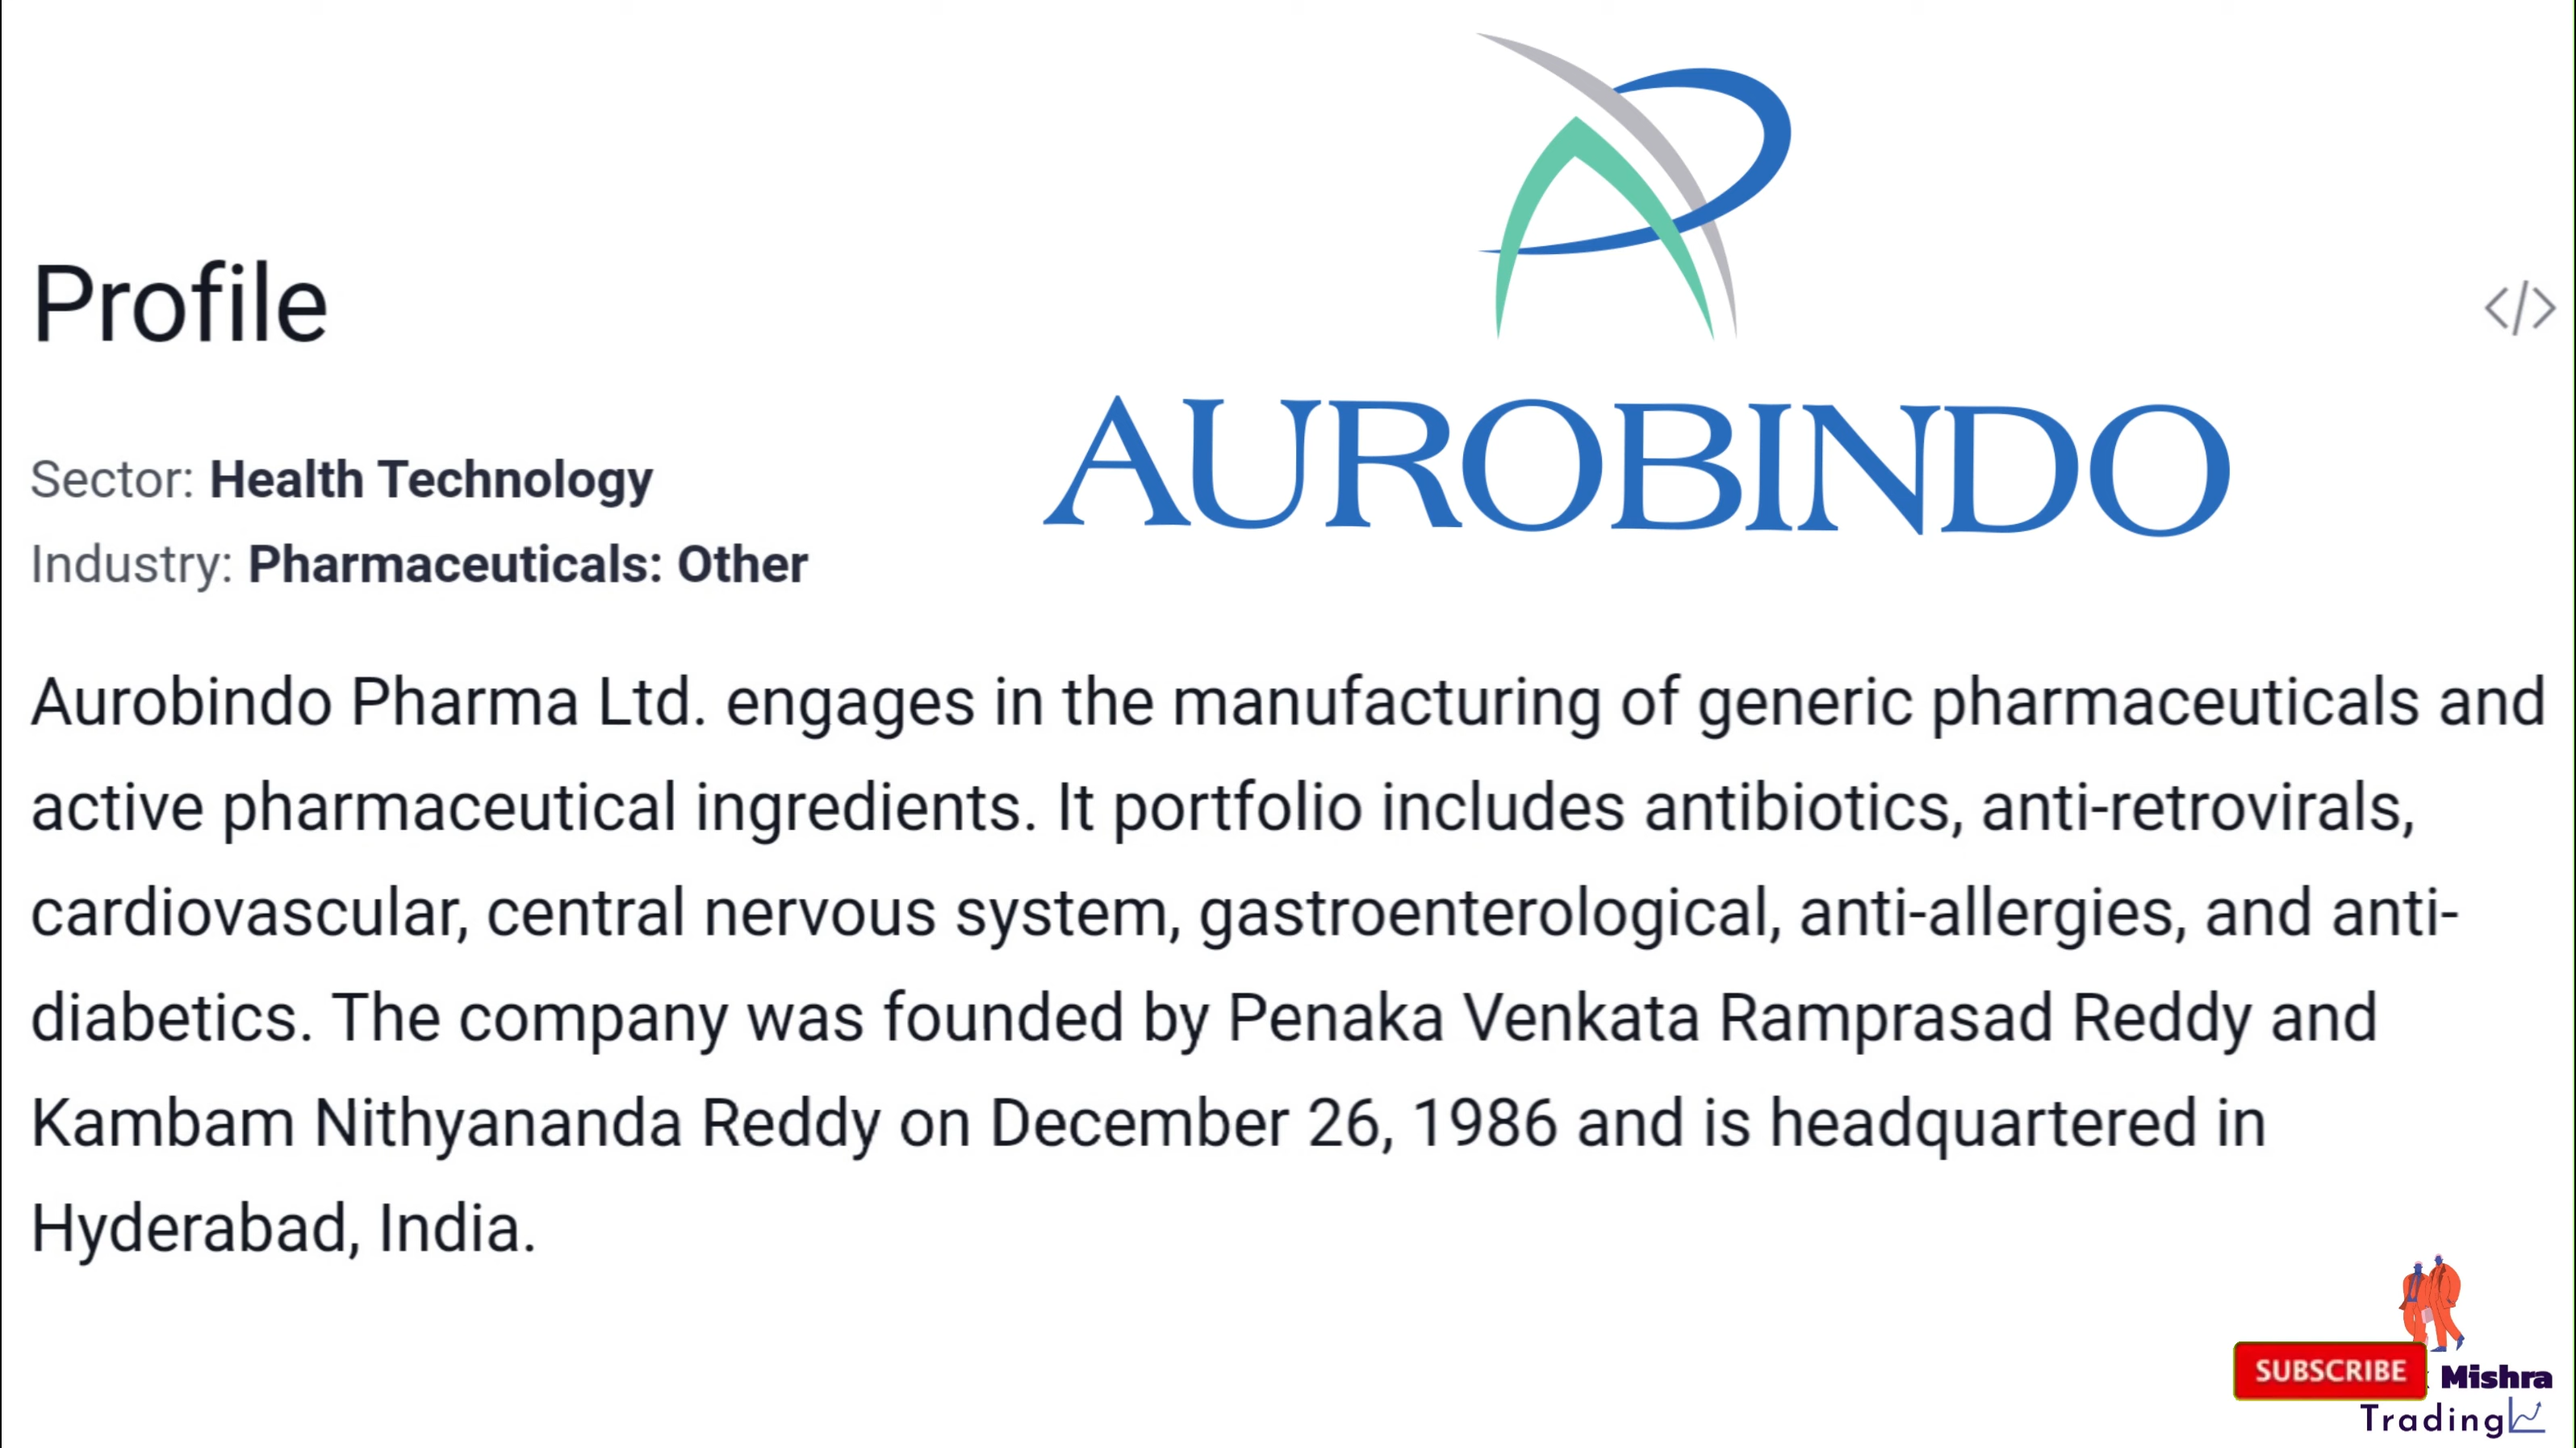 Profile
</>
AUROBINDO
Sector: Health Technology
Industry: Pharmaceuticals: Other
Aurobindo Pharma Ltd. engages in the manufacturing of generic pharmaceuticals and
active pharmaceutical ingredients. It portfolio includes antibiotics, anti-retrovirals,
cardiovascular, central nervous system, gastroenterological, anti-allergies, and anti-
diabetics. The company was founded by Penaka Venkata Ramprasad Reddy and
Kambam Nithyananda Reddy on December 26, 1986 and is headquartered in
Hyderabad, India.
SUBSCRIBE Mishra
Trading